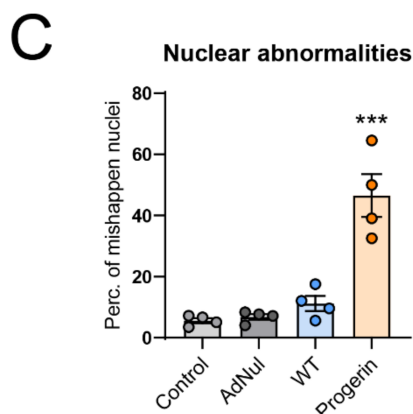 C
Nuclear abnormalities
Perc. of mishappen nuclei
80
60
40
20
0
***
Control
AdNul
WT
Progerin